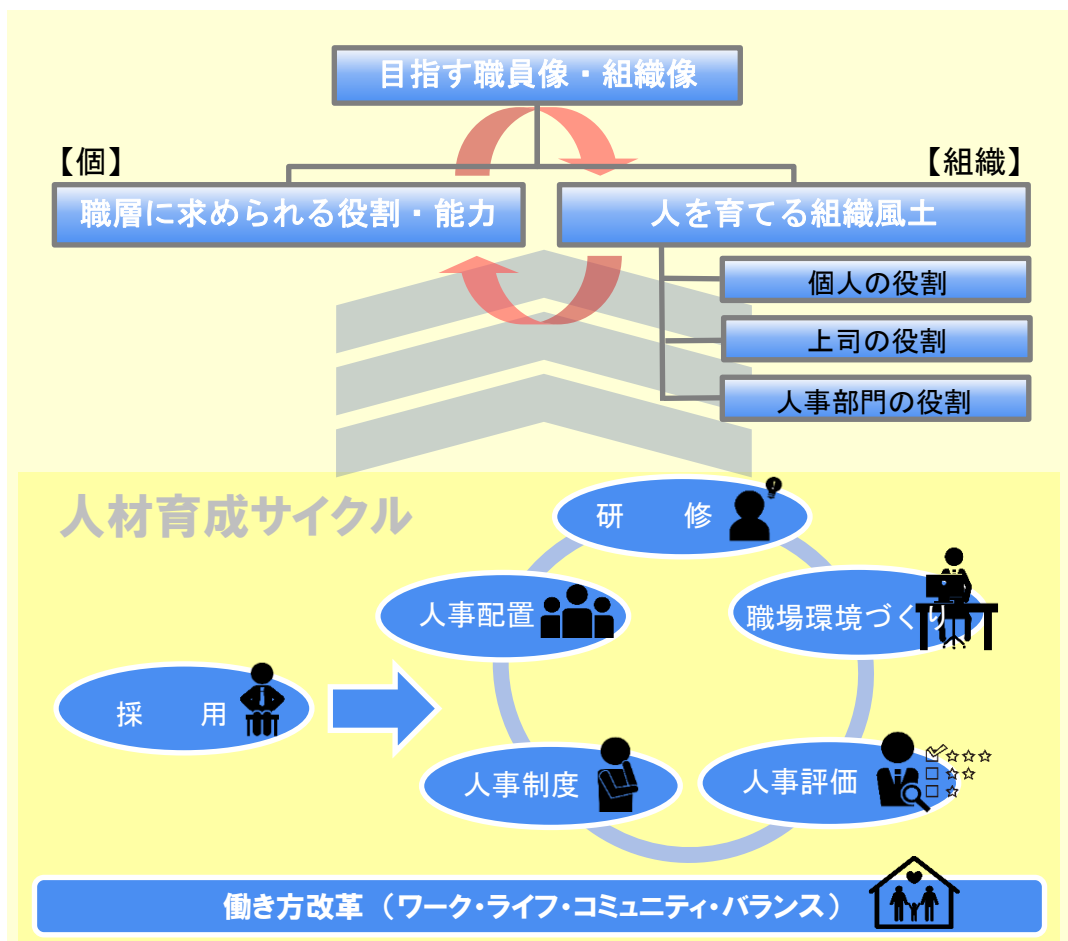 目指す職員像・組織像
【個】
【組織】
職層に求められる役割・能力
人を育てる組織風土
個人の役割
上司の役割
人事部門の役割
人材育成サイクル
研 修
人事配置
職場環境づくり
採 用
人事制度
人事評価
働き方改革（ワーク・ライフ・コミュニティ・バランス）